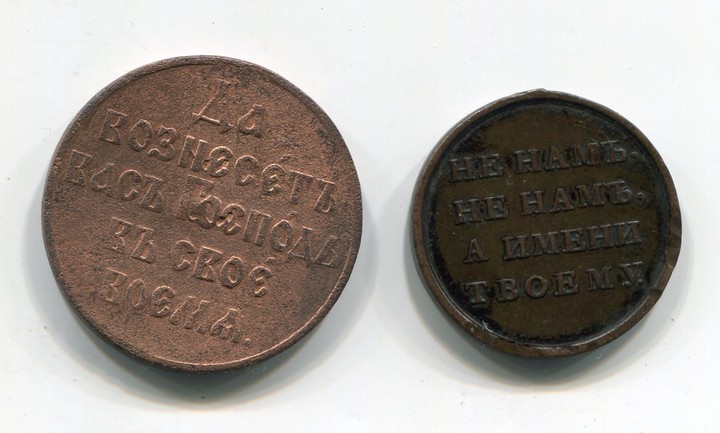 Да
вознесетъ
васъ Господь
въ свое
время.
НЕ НАМЪ,
НЕ НАМЪ,
А ИМЕНИ
ТВОЕМУ.